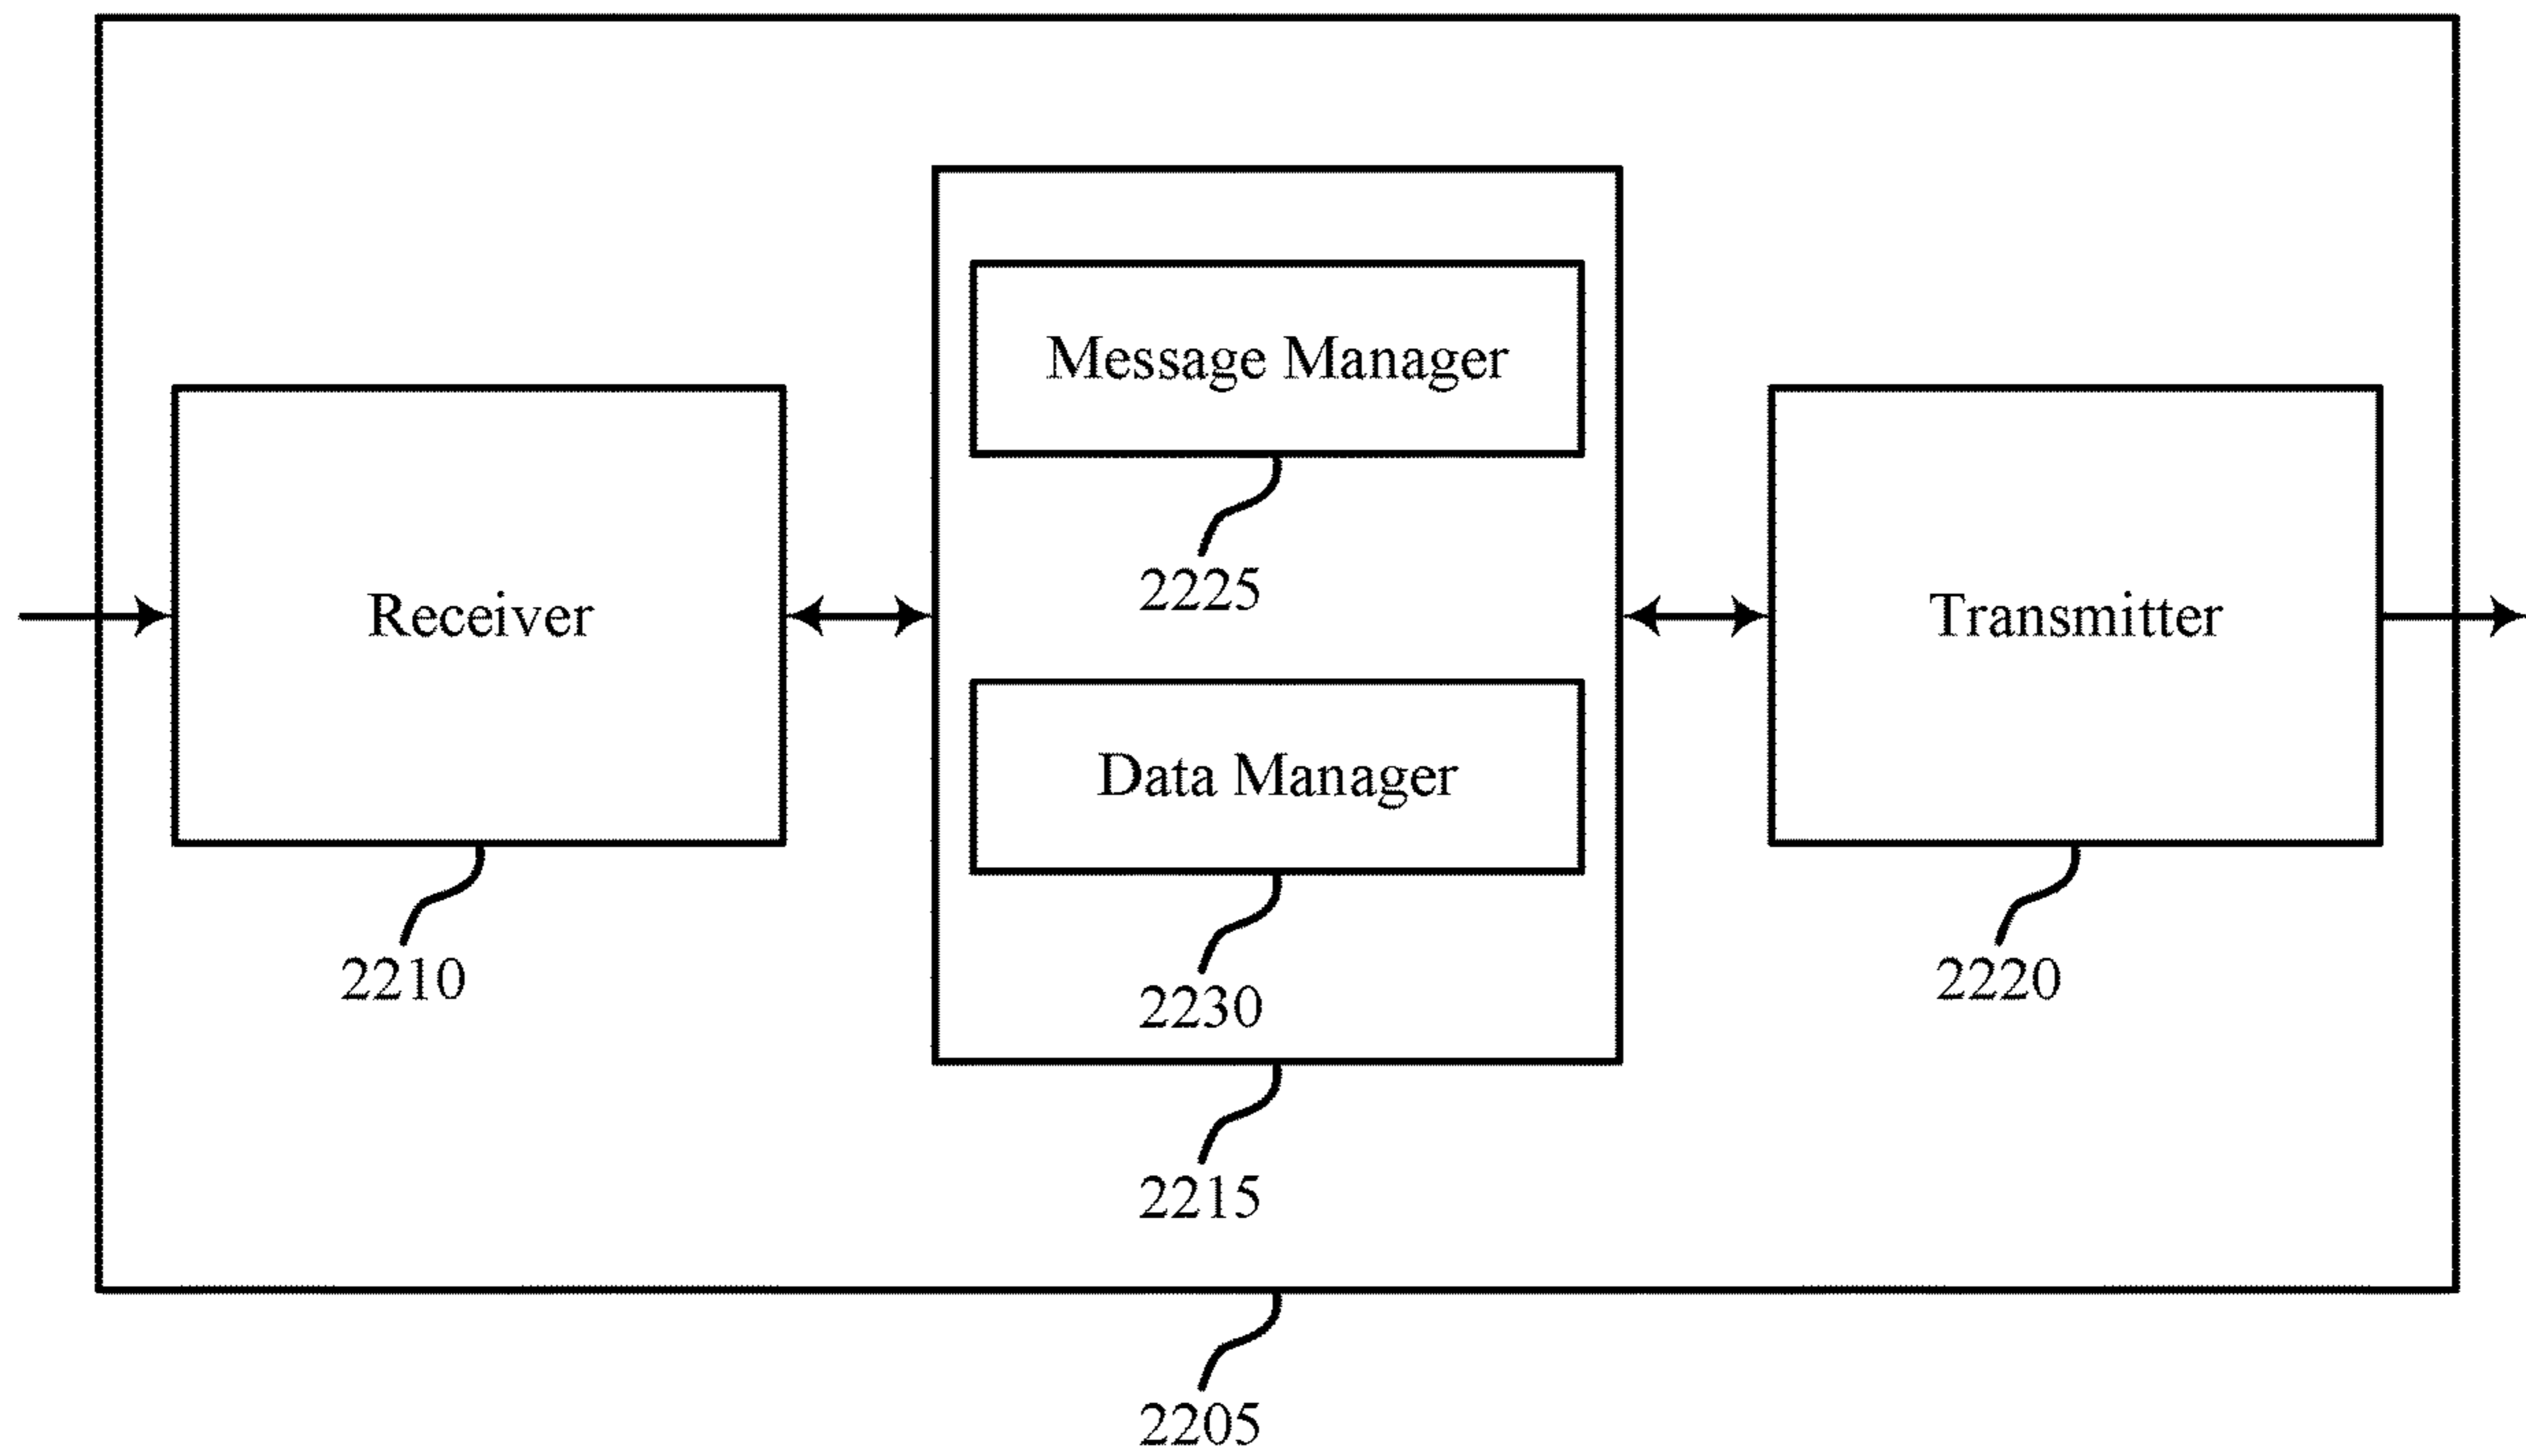 Message Manager
2225
Receiver
Transmitter
Data Manager
2210
2230
2220
2215
2205